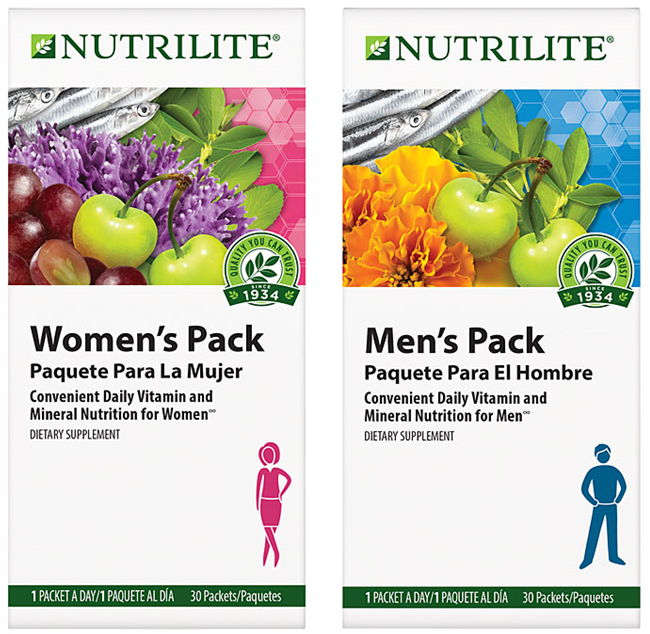 NUTRILITE®
QUALITY YOU CAN TRUST
SINCE
1934
Women's Pack
Paquete Para La Mujer
Convenient Daily Vitamin and
Mineral Nutrition for Women∞
DIETARY SUPPLEMENT
1 PACKET A DAY/1 PAQUETE AL DÍA 30 Packets/Paquetes
NUTRILITE®
QUALITY YOU CAN TRUST
SINCE
1934
Men's Pack
Paquete Para El Hombre
Convenient Daily Vitamin and
Mineral Nutrition for Men∞
DIETARY SUPPLEMENT
1 PACKET A DAY/1 PAQUETE AL DÍA 30 Packets/Paquetes